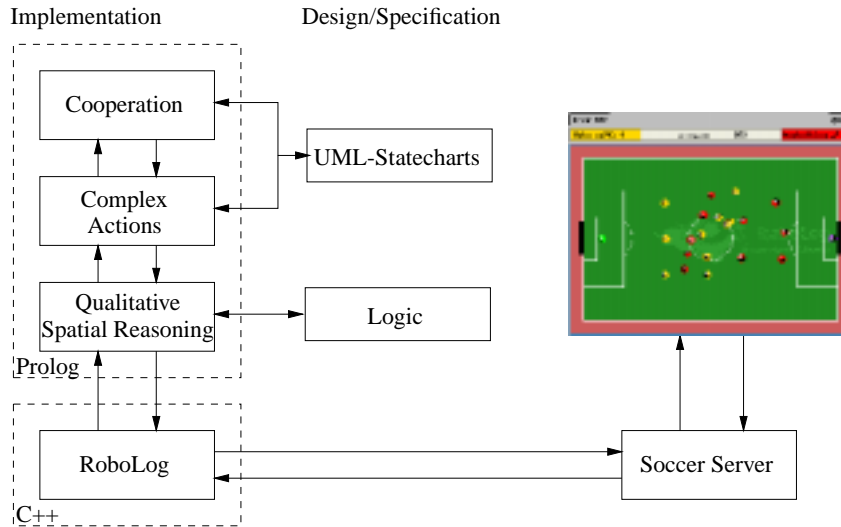 Implementation
Design/Specification
Cooperation
UML-Statecharts
Complex
Actions
Qualitative
Spatial Reasoning
Logic
Prolog
RoboLog
Soccer Server
C++